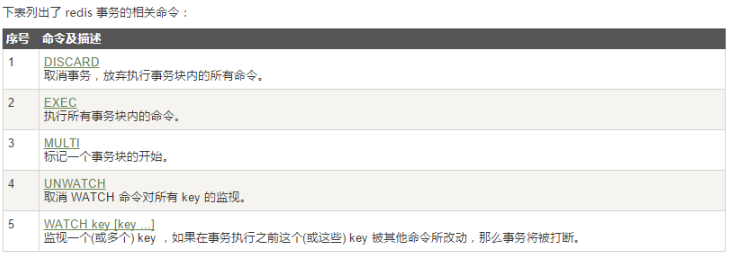 下表列出了 redis 事务的相关命令：
序号 命令及描述
1 DISCARD
取消事务，放弃执行事务块内的所有命令。
2 EXEC
执行所有事务块内的命令。
3 MULTI
标记一个事务块的开始。
4 UNWATCH
取消 WATCH 命令对所有 key 的监视。
5 WATCH key [key ...]
监视一个(或多个) key ，如果在事务执行之前这个(或这些) key 被其他命令所改动，那么事务将被打断。